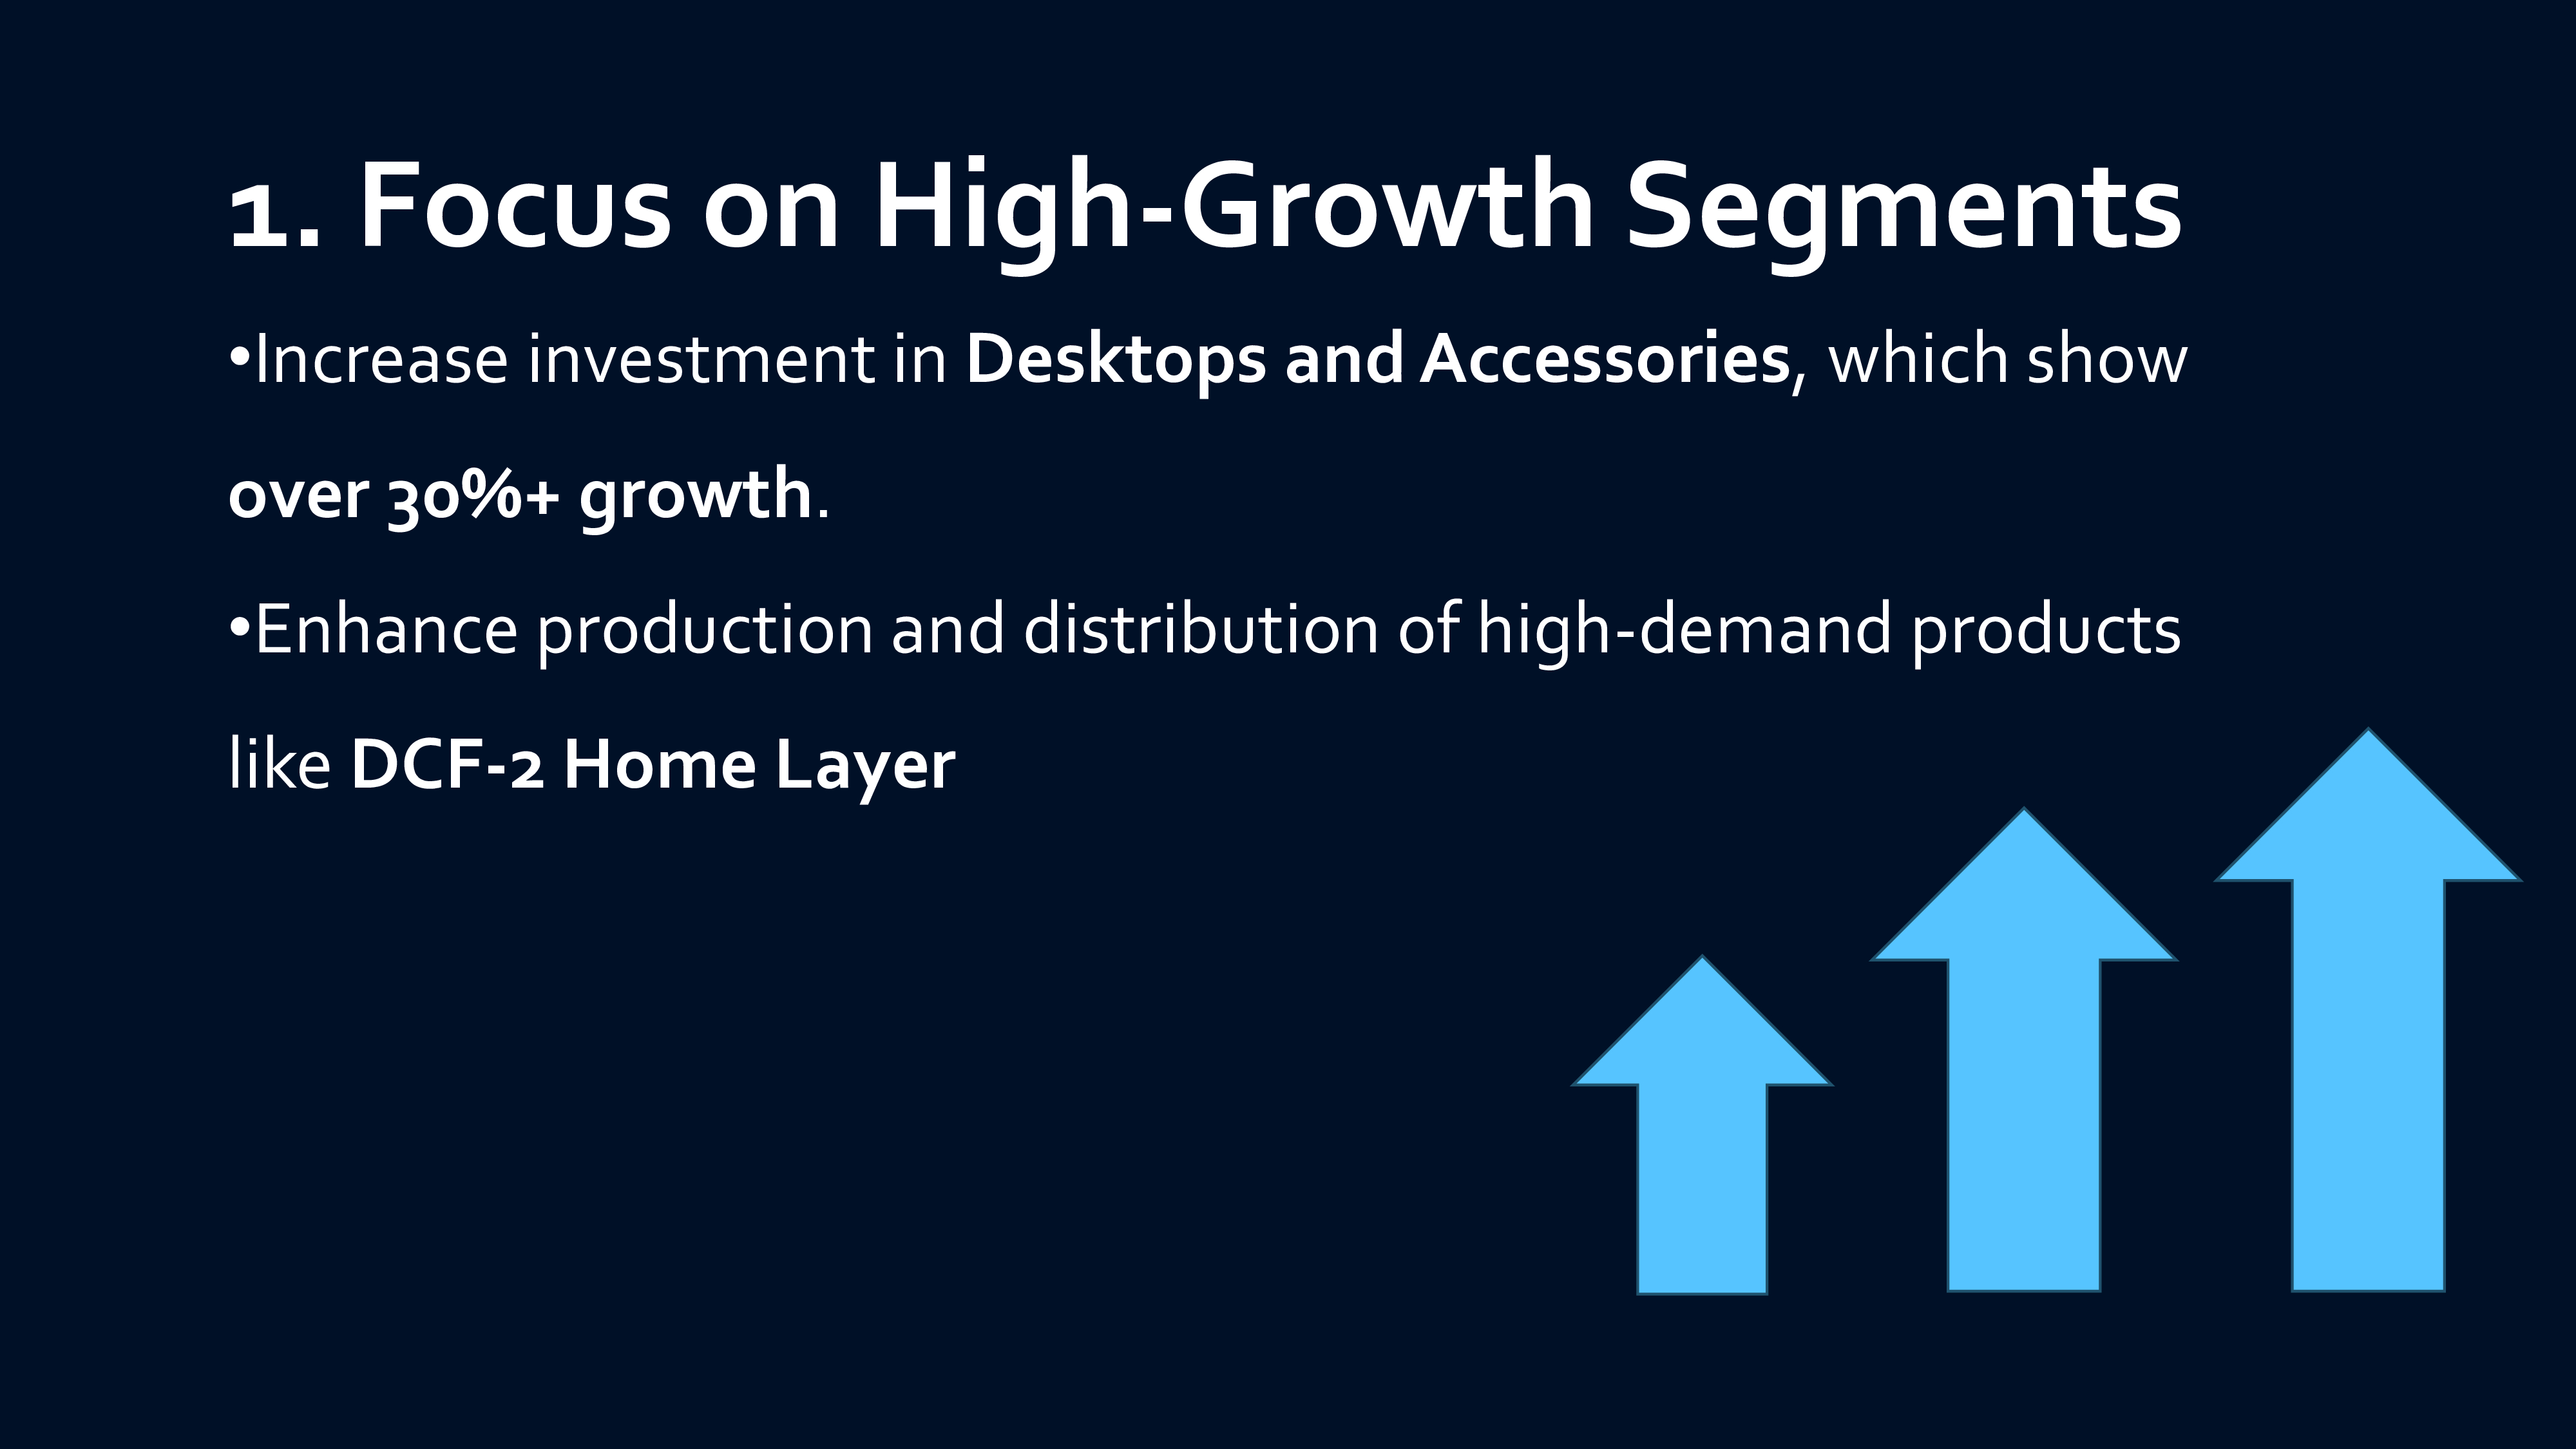 1. Focus on High-Growth Segments
•Increase investment in Desktops and Accessories, which show
over 30%+ growth.
•Enhance production and distribution of high-demand products
like DCF-2 Home Layer